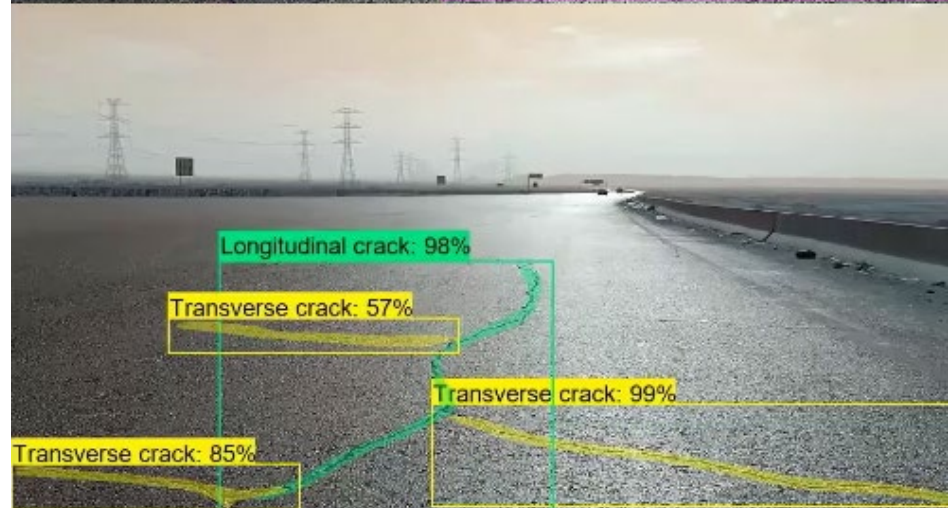 Longitudinal crack: 98%
Transverse crack: 57%
Transverse crack: 99%
Transverse crack: 85%